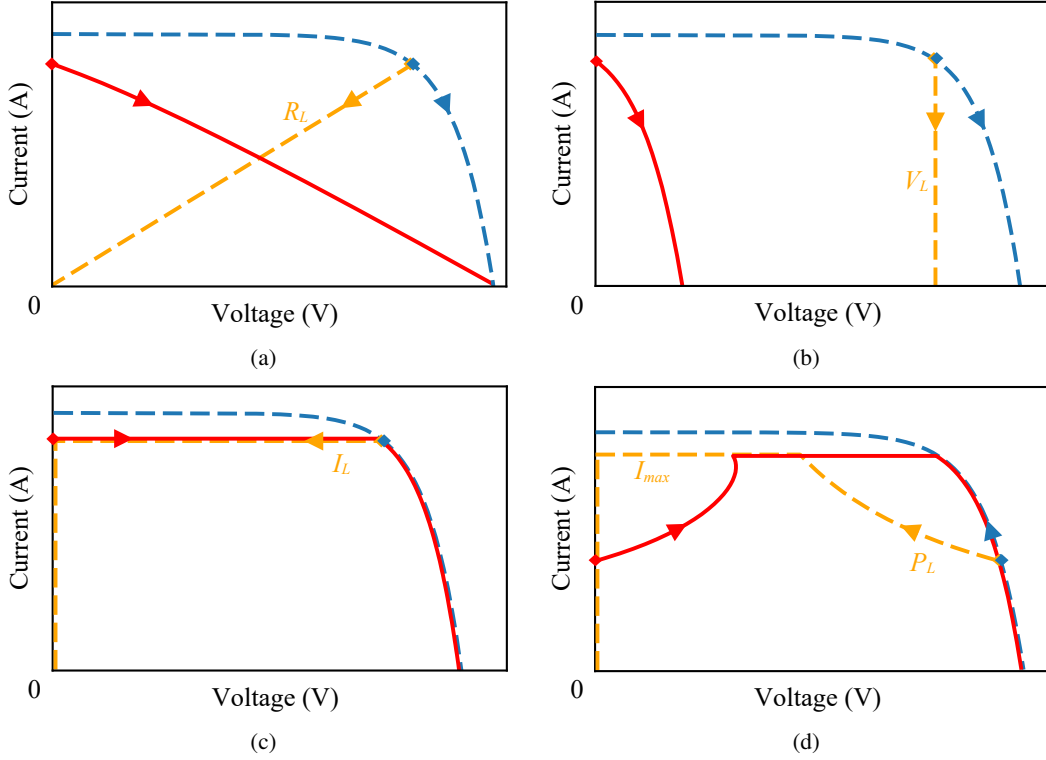 Current (A)
R_L
0
Voltage (V)
(a)
Current (A)
V_L
0
Voltage (V)
(b)
Current (A)
I_L
0
Voltage (V)
(c)
Current (A)
I_max
P_L
0
Voltage (V)
(d)